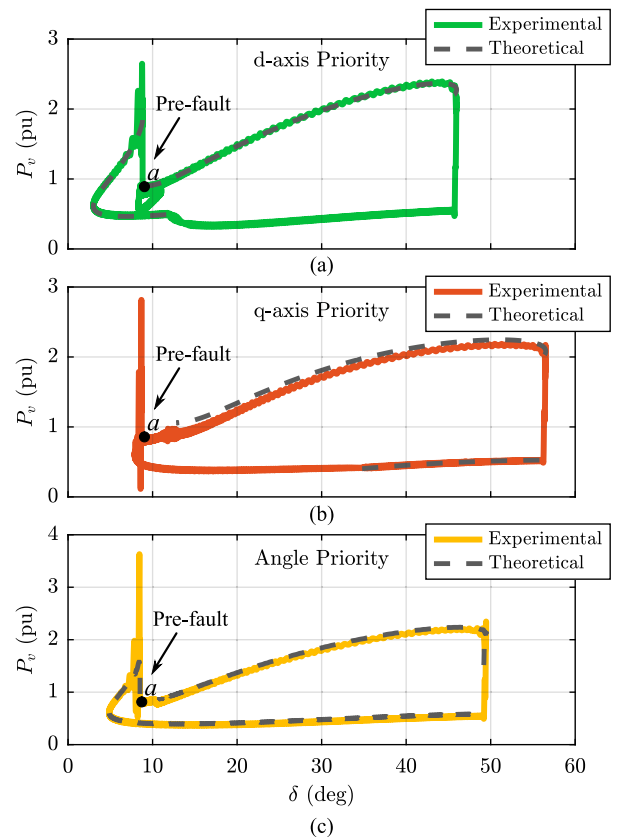 Experimental
Theoretical
d-axis Priority
Pre-fault
a
P_v (pu)
3
2
1
0
(a)
Experimental
Theoretical
q-axis Priority
Pre-fault
a
P_v (pu)
3
2
1
0
(b)
Experimental
Theoretical
Angle Priority
Pre-fault
a
P_v (pu)
4
3
2
1
0
0 10 20 30 40 50 60
δ (deg)
(c)